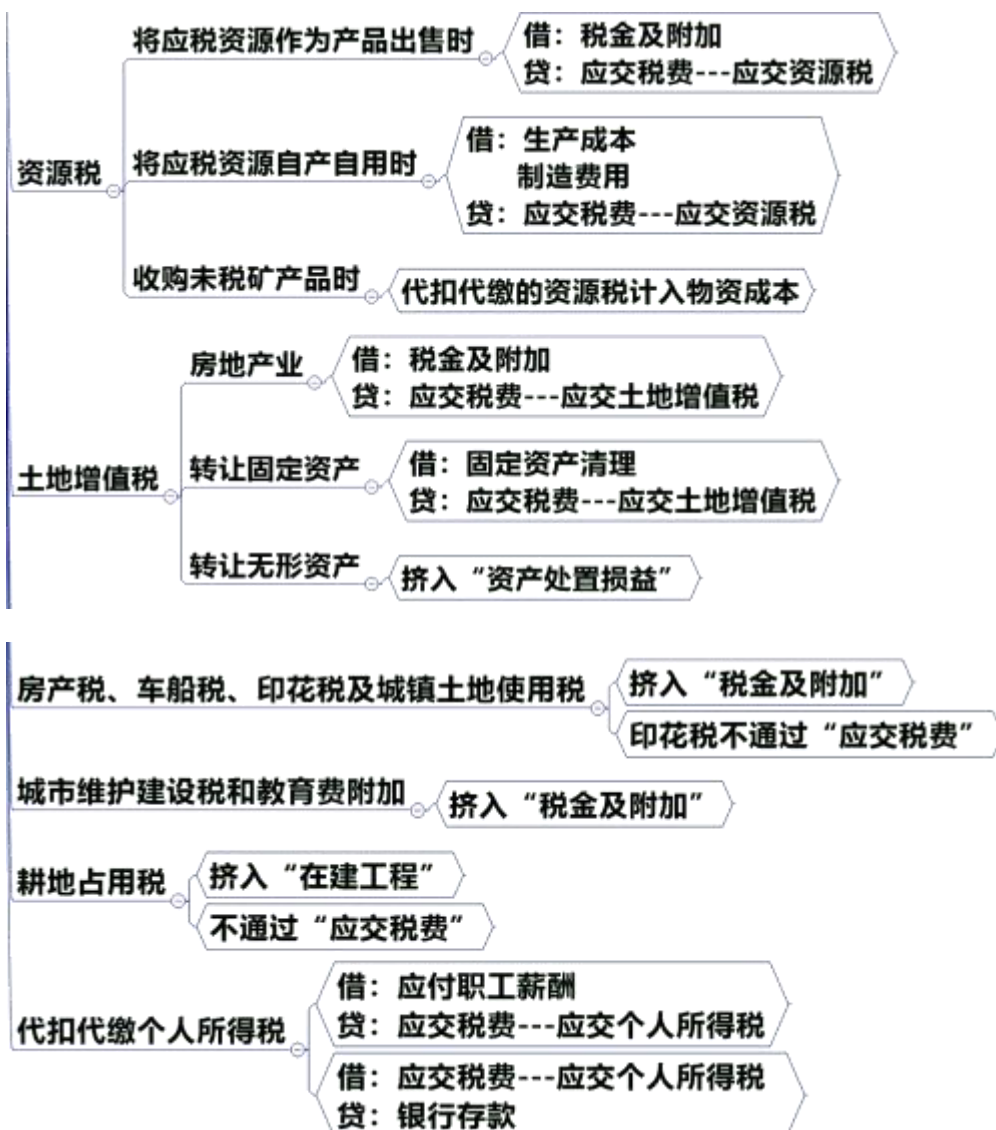 将应税资源作为产品出售时
借：税金及附加
贷：应交税费---应交资源税
资源税
将应税资源自产自用时
借：生产成本
制造费用
贷：应交税费---应交资源税
收购未税矿产品时
代扣代缴的资源税计入物资成本
土地增值税
房地产业
借：税金及附加
贷：应交税费---应交土地增值税
转让固定资产
借：固定资产清理
贷：应交税费---应交土地增值税
转让无形资产
挤入“资产处置损益”
房产税、车船税、印花税及城镇土地使用税
挤入“税金及附加”
印花税不通过“应交税费”
城市维护建设税和教育费附加
挤入“税金及附加”
耕地占用税
挤入“在建工程”
不通过“应交税费”
代扣代缴个人所得税
借：应付职工薪酬
贷：应交税费---应交个人所得税
借：应交税费---应交个人所得税
贷：银行存款